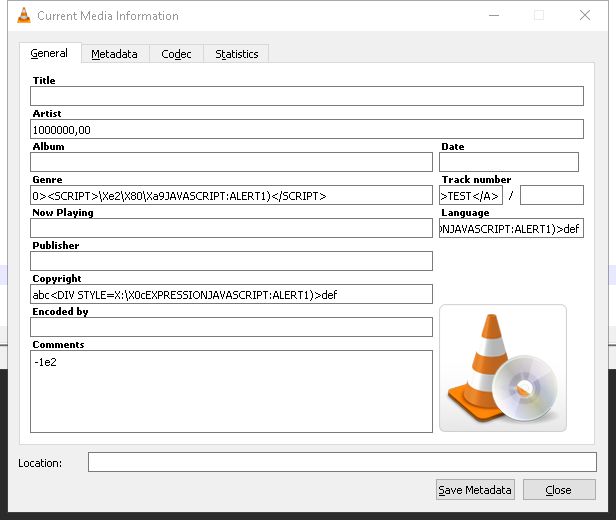 Current Media Information
General Metadata Codec Statistics
Title
Artist
1000000,00
Album Date
Genre Track number
0><SCRIPT>\Xe2\X80\Xa9JAVASCRIPT:ALERT1)</SCRIPT> >TEST</A> /
Now Playing Language
ONJAVASCRIPT:ALERT1)>def
Publisher
Copyright
abc<DIV STYLE=X:\X0cEXPRESSIONJAVASCRIPT:ALERT1)>def
Encoded by
Comments
-1e2
Location:
Save Metadata Close